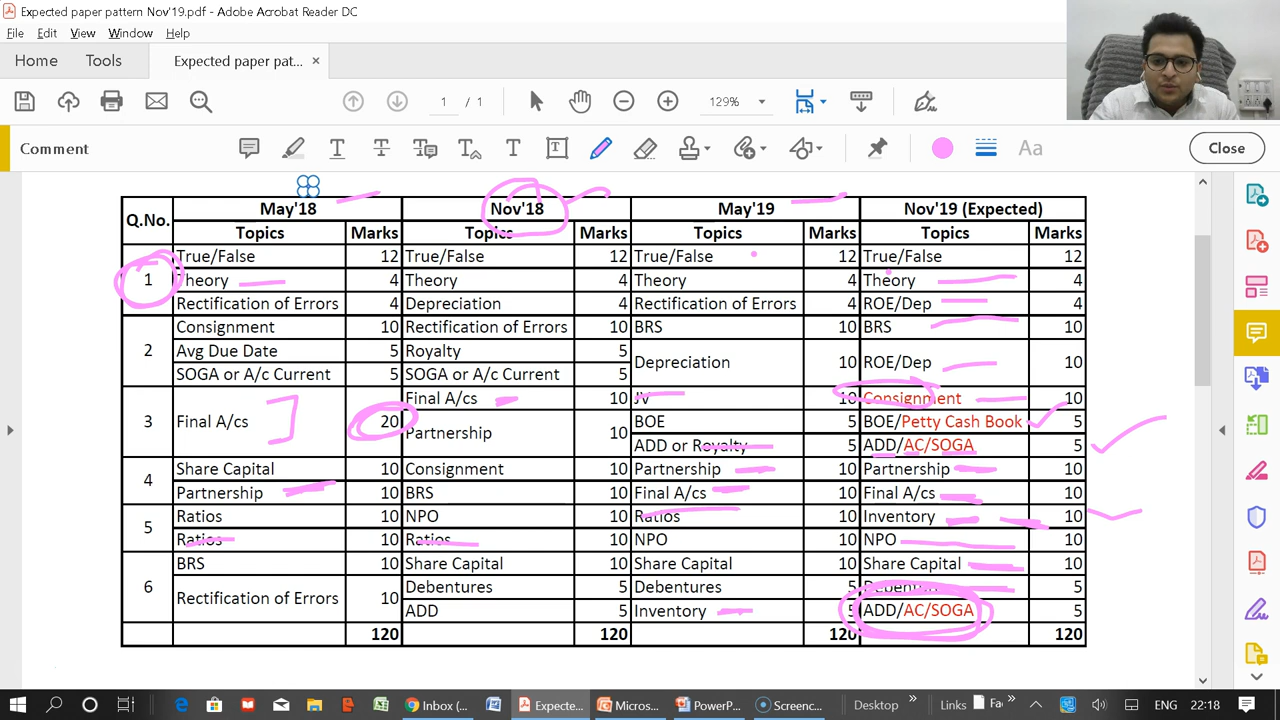 Expected paper pattern Nov'19.pdf - Adobe Acrobat Reader DC
File Edit View Window Help
Home Tools Expected paper pat... ×
1 / 1 129%
Comment T T T T T Aa Close
Q.No. May'18 Nov'18 May'19 Nov'19 (Expected)
Topics Marks Topics Marks Topics Marks Topics Marks
1 True/False 12 True/False 12 True/False 12 True/False 12
Theory 4 Theory 4 Theory 4 Theory 4
Rectification of Errors 4 Depreciation 4 Rectification of Errors 4 ROE/Dep 4
2 Consignment 10 Rectification of Errors 10 BRS 10 BRS 10
Avg Due Date 5 Royalty 5 Depreciation 10 ROE/Dep 10
SOGA or A/c Current 5 SOGA or A/c Current 5
3 Final A/cs 20 Final A/cs 10 JV 10 Consignment 10
Partnership 10 BOE 5 BOE/Petty Cash Book 5
ADD or Royalty 5 ADD/AC/SOGA 5
4 Share Capital 10 Consignment 10 Partnership 10 Partnership 10
Partnership 10 BRS 10 Final A/cs 10 Final A/cs 10
5 Ratios 10 NPO 10 Ratios 10 Inventory 10
Ratios 10 Ratios 10 NPO 10 NPO 10
6 BRS 10 Share Capital 10 Share Capital 10 Share Capital 10
Rectification of Errors 10 Debentures 5 Debentures 5 Debentures 5
ADD 5 Inventory 5 ADD/AC/SOGA 5
120 120 120 120
Inbox (... Expecte... Micros... PowerP... Screenc... Desktop » Links Fa » ENG 22:18